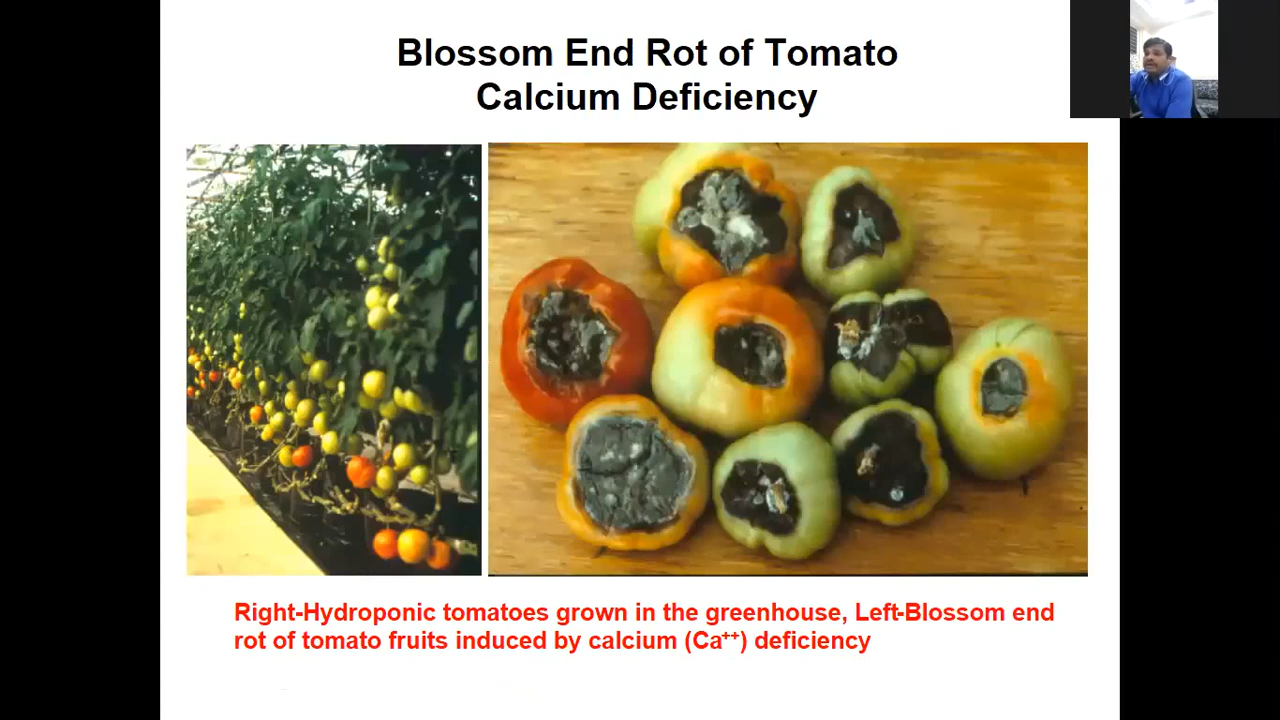 Blossom End Rot of Tomato
Calcium Deficiency
Right-Hydroponic tomatoes grown in the greenhouse, Left-Blossom end
rot of tomato fruits induced by calcium (Ca⁺⁺) deficiency